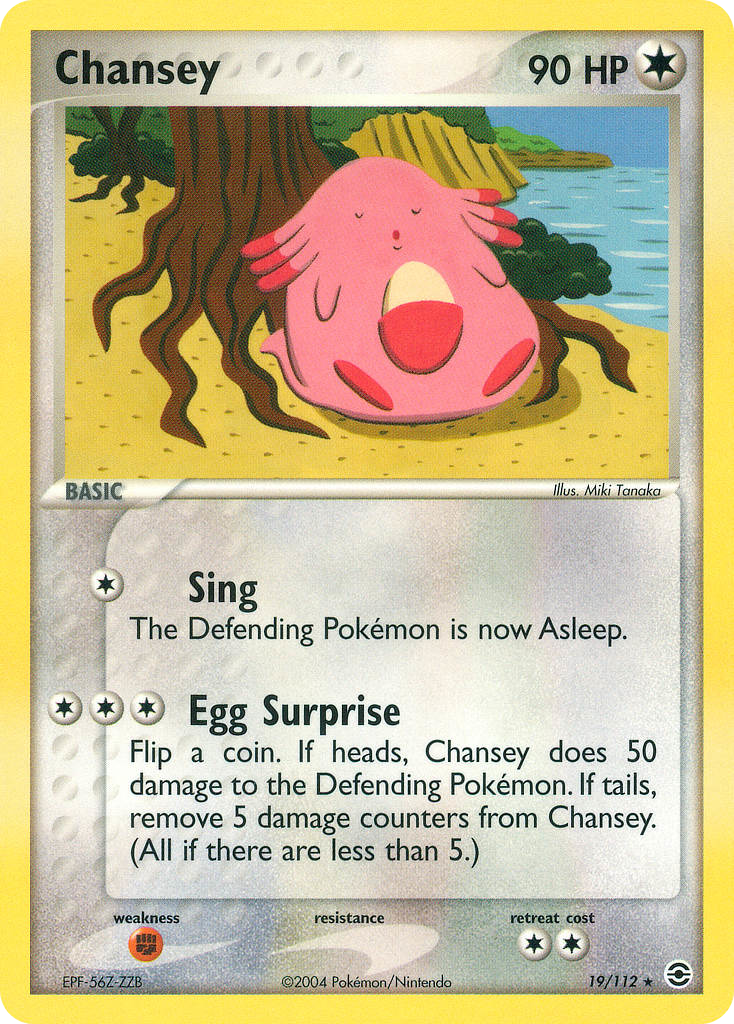 Chansey 90 HP
BASIC
Illus. Miki Tanaka
Sing
The Defending Pokémon is now Asleep.
Egg Surprise
Flip a coin. If heads, Chansey does 50
damage to the Defending Pokémon. If tails,
remove 5 damage counters from Chansey.
(All if there are less than 5.)
weakness resistance retreat cost
EPF-56Z-ZZB ©2004 Pokémon/Nintendo 19/112 ★